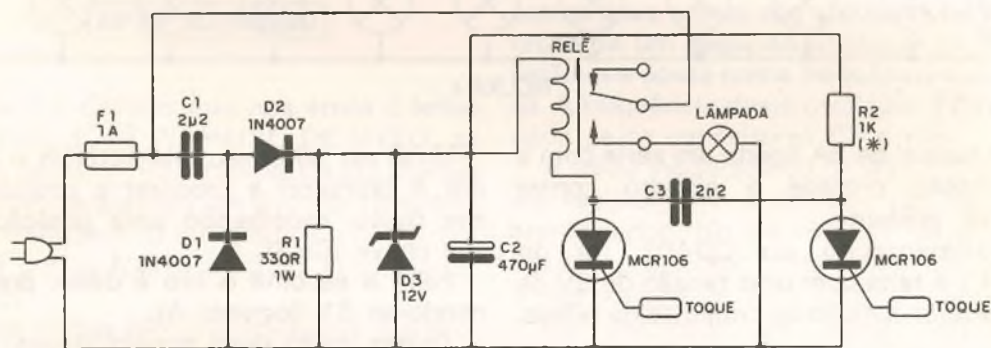 RELÊ
F1
1A
C1
2µ2
D2
1N4007
LÂMPADA
R2
1K
(*)
C3
2n2
D1
1N4007
R1
330R
1W
D3
12V
C2
470µF
MCR106
TOQUE
MCR106
TOQUE